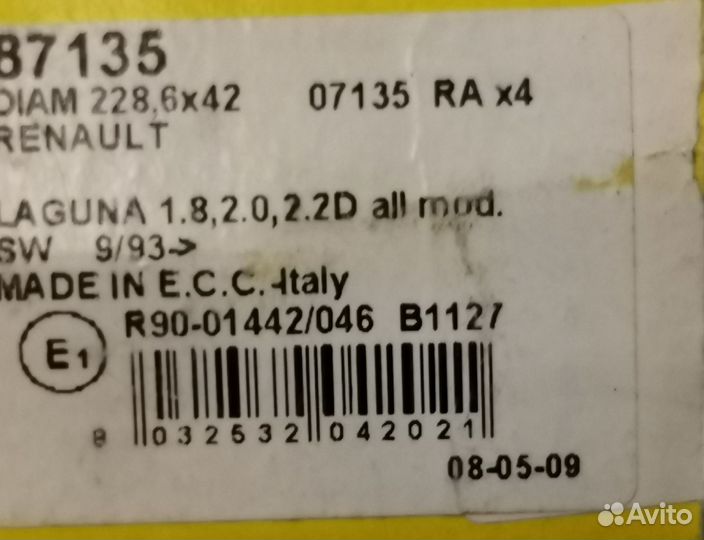 87135
DIAM 228,6x42 07135 RA x4
RENAULT
LAGUNA 1.8,2.0,2.2D all mod.
SW 9/93->
MADE IN E.C.C.-Italy
E1 R90-01442/046 B1127
8 032532 042021
08-05-09
Avito